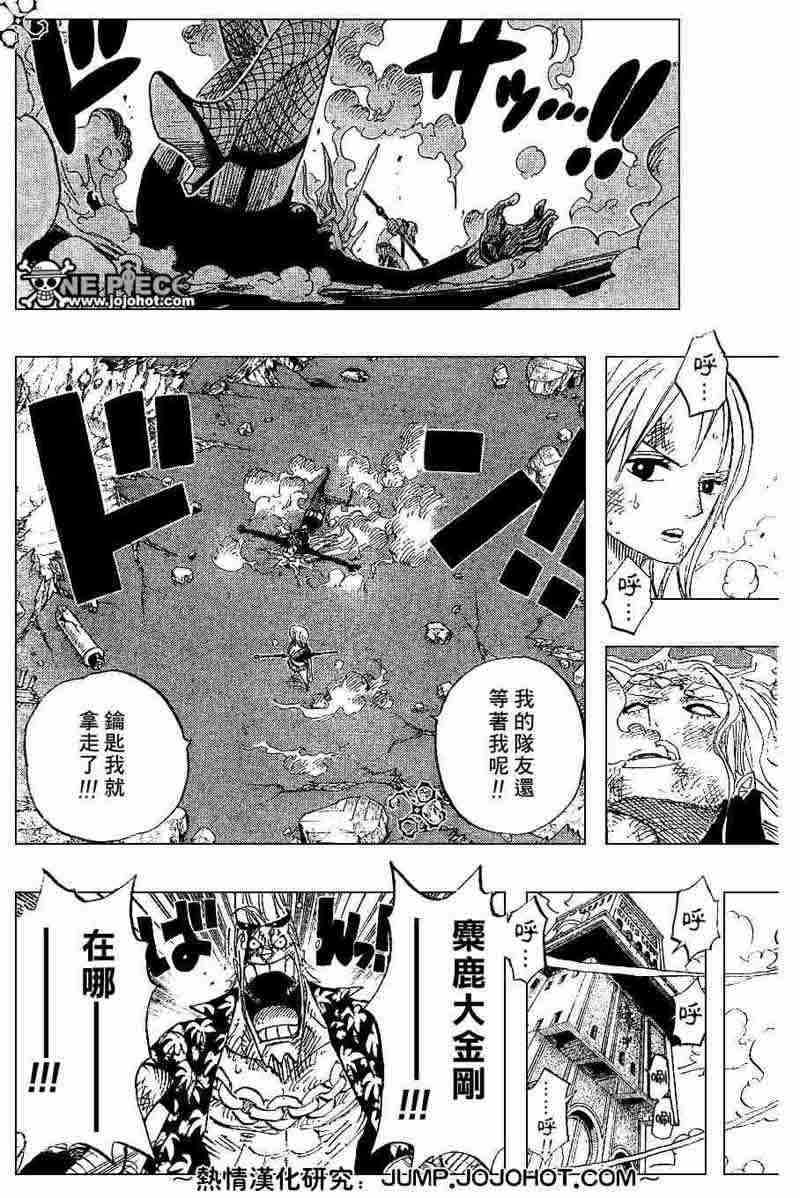 ドサッ…!!
ONE PIECE
www.jojohot.com
呼…
呼…
ドーン!!
我的隊友還
等著我呢!!
鑰匙我就
拿走了!!!
呼…
呼…
呼
…呼!!
麋鹿大金剛
——!!!
在哪
——!!!
ばんっ!
～熱情漢化研究：JUMP.JOJOHOT.COM～